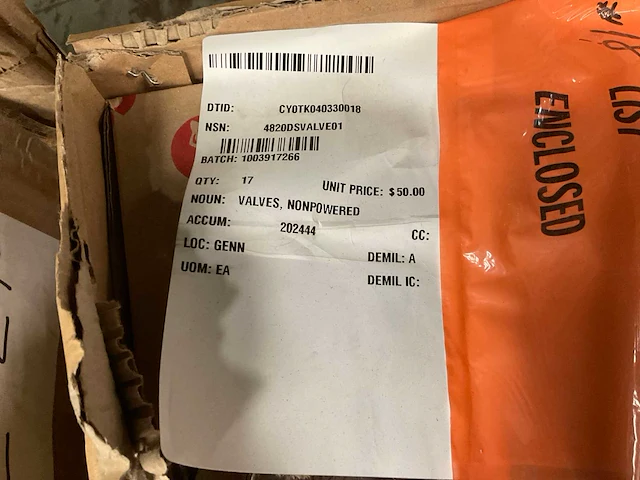 DTID: CY0TK040330018
NSN: 4820DSVALVE01
BATCH: 1003917266
QTY: 17 UNIT PRICE: $50.00
NOUN: VALVES, NONPOWERED
ACCUM: 202444 CC:
LOC: GENN DEMIL: A
UOM: EA DEMIL IC:
LIST
ENCLOSED